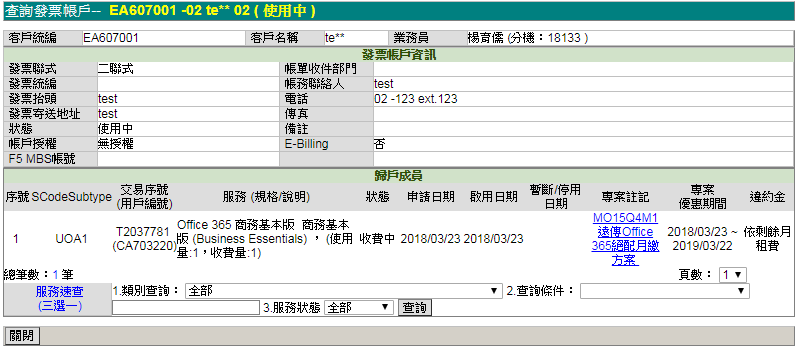 查詢發票帳戶-- EA607001 -02 te** 02 ( 使用中 )
客戶統編 EA607001 客戶名稱 te** 業務員 楊育儒 (分機：18133 )
發票帳戶資訊
發票聯式 二聯式 帳單收件部門
發票統編 帳務聯絡人 test
發票抬頭 test 電話 02 -123 ext.123
發票寄送地址 test 傳真
狀態 使用中 備註
帳戶授權 無授權 E-Billing 否
F5 MBS帳號
歸戶成員
序號 SCodeSubtype 交易序號 服務 (規格/說明) 狀態 申請日期 啟用日期 暫斷/停用 專案註記 專案 違約金
(用戶編號) 日期 優惠期間
1 UOA1 T2037781 (CA703220) Office 365 商務基本版 商務基本
版 (Business Essentials) ， (使用
量:1，收費量:1) 收費中 2018/03/23 2018/03/23
MO15Q4M1
遠傳Office
365絕配月繳
方案
2018/03/23 ~
2019/03/22
依剩餘月
租費
總筆數：1 筆 頁數： 1
服務速查
(三選一)
1.類別查詢： 全部 2.查詢條件：
3.服務狀態 全部 查詢
關閉